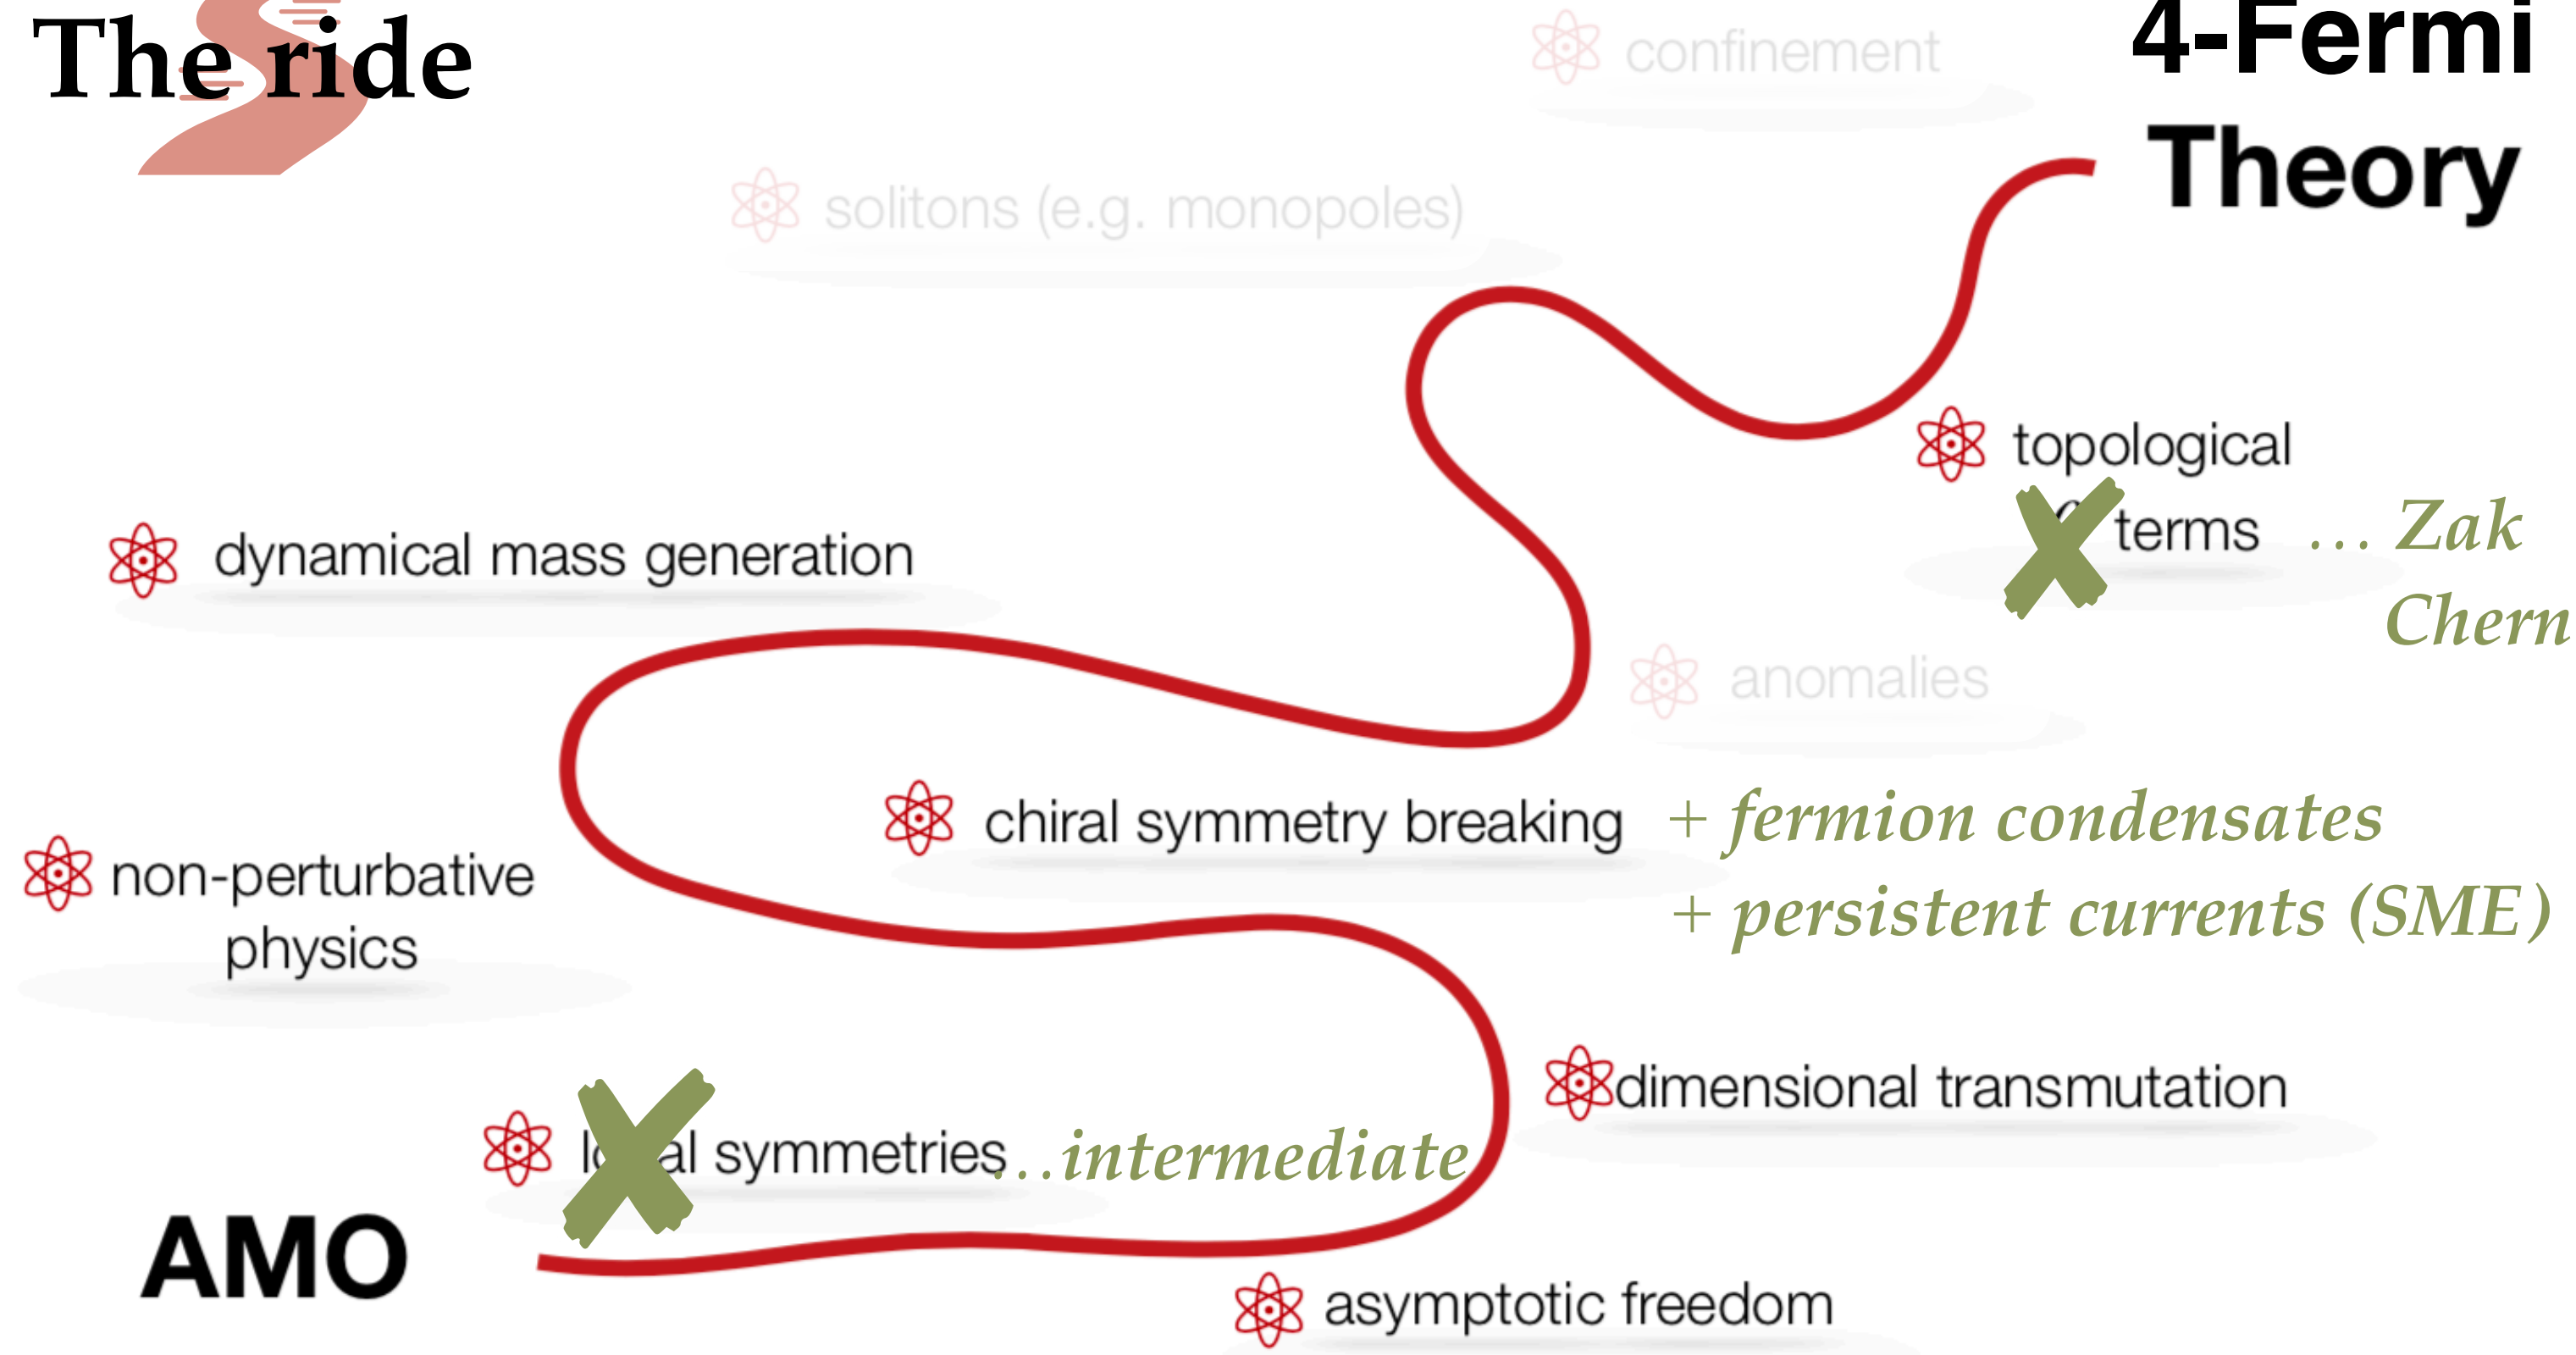 The ride
4-Fermi
Theory
confinement
solitons (e.g. monopoles)
topological
terms … Zak
Chern
dynamical mass generation
anomalies
chiral symmetry breaking + fermion condensates
+ persistent currents (SME)
non-perturbative
physics
dimensional transmutation
local symmetries …intermediate
AMO
asymptotic freedom